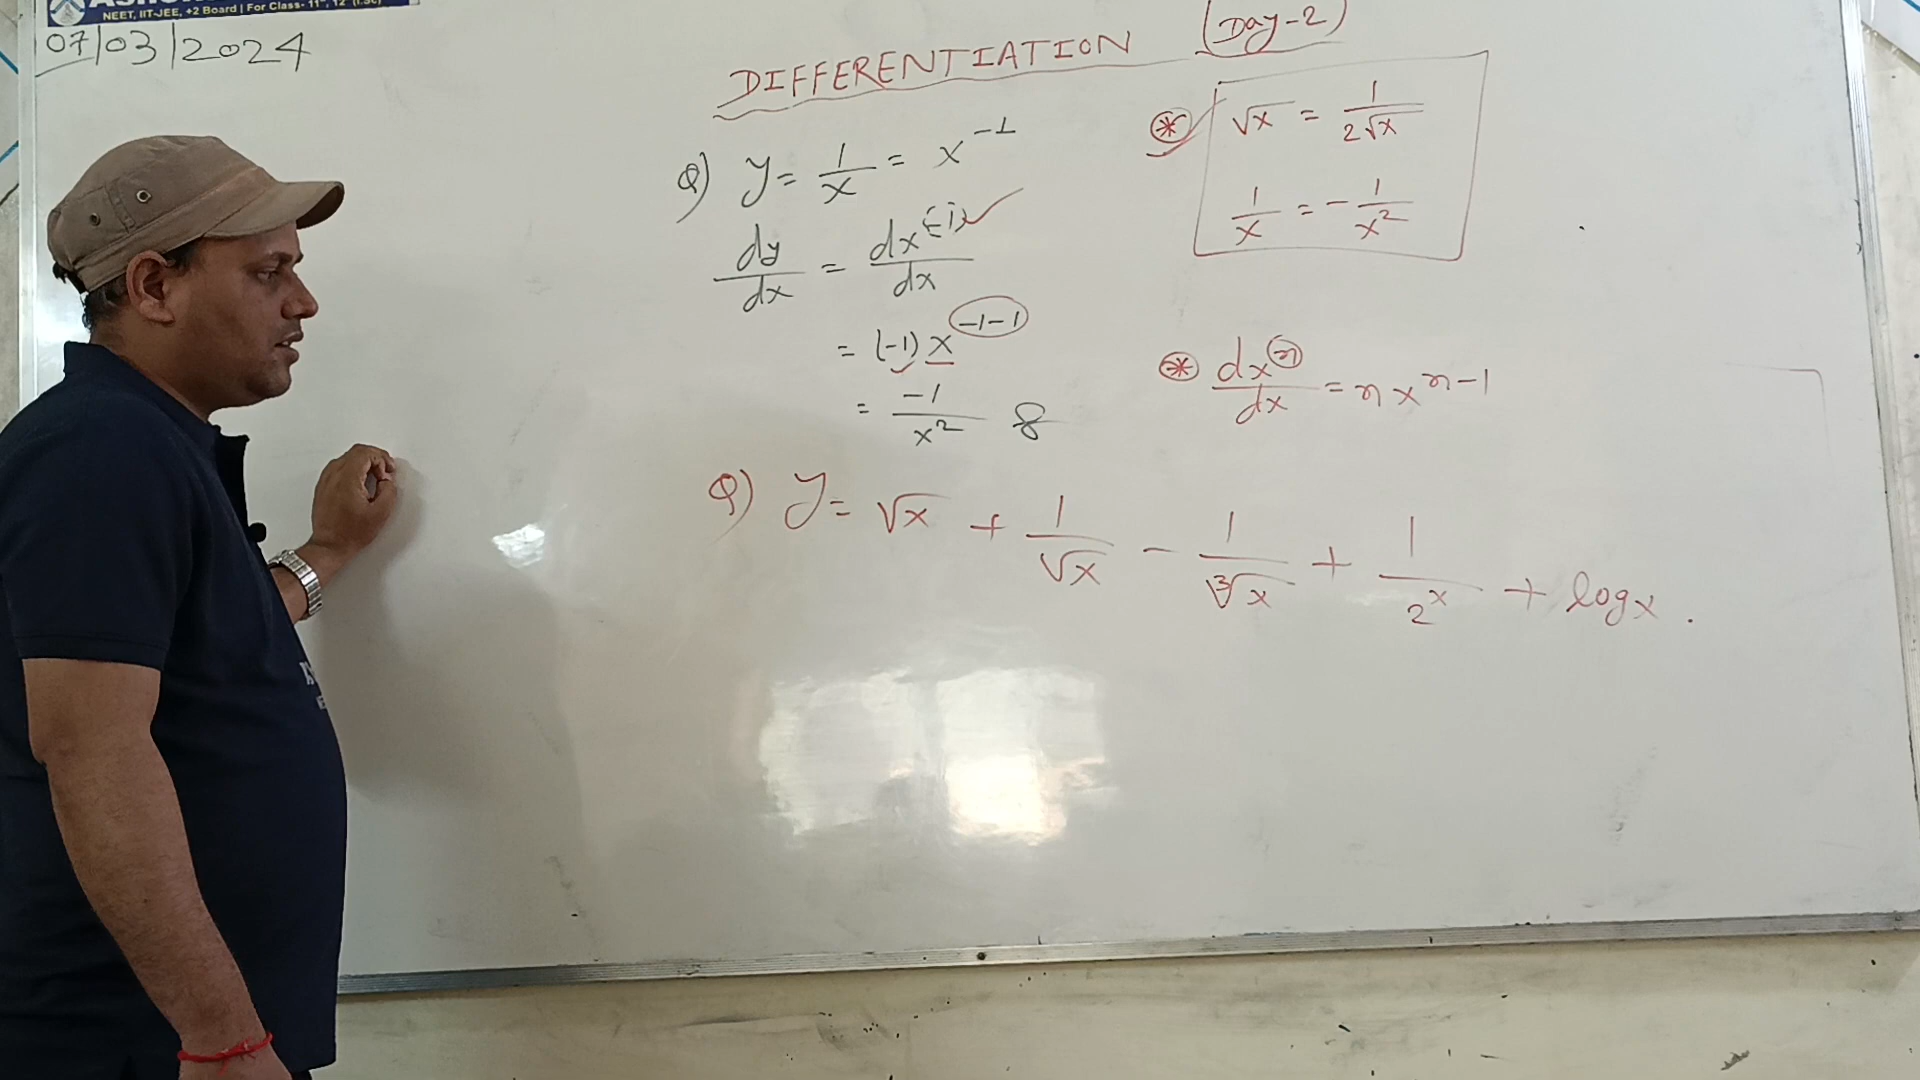 NEET, IIT-JEE, +2 Board | For Class- 11th, 12th (I.Sc)
07/03/2024
DIFFERENTIATION (Day-2)
Q) y = 1/x = x^-1
dy/dx = dx^(-1)/dx
= (-1) x^-1-1
= -1/x^2
⊛ √x = 1/2√x
1/x = - 1/x^2
⊛ dx^n/dx = n x^n-1
Q) y = √x + 1/√x - 1/∛x + 1/2^x + log x .